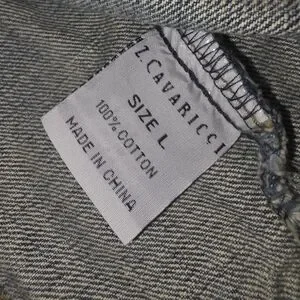 Z. CAVARICCI
SIZE L
100% COTTON
MADE IN CHINA